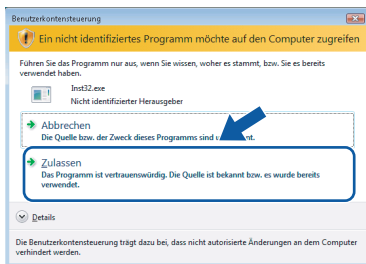 Benutzerkontensteuerung
Ein nicht identifiziertes Programm möchte auf den Computer zugreifen
Führen Sie das Programm nur aus, wenn Sie wissen, woher es stammt, bzw. Sie es bereits
verwendet haben.
Inst32.exe
Nicht identifizierter Herausgeber
Abbrechen
Die Quelle bzw. der Zweck dieses Programms sind nt.
Zulassen
Das Programm ist vertrauenswürdig. Die Quelle ist bekannt bzw. es wurde bereits
verwendet.
Details
Die Benutzerkontensteuerung trägt dazu bei, dass nicht autorisierte Änderungen an dem Computer
verhindert werden.